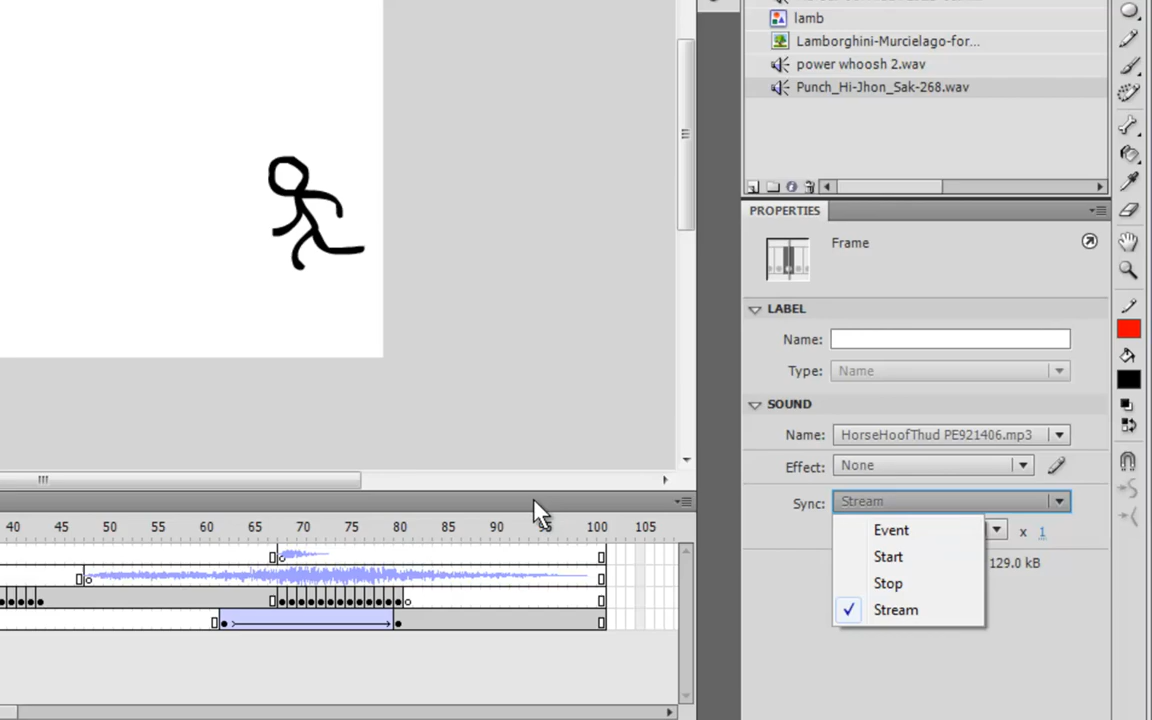 lamb
Lamborghini-Murcielago-for...
power whoosh 2.wav
Punch_Hi-Jhon_Sak-268.wav
PROPERTIES
Frame
LABEL
Name:
Type: Name
SOUND
Name: HorseHoofThud PE921406.mp3
Effect: None
Sync: Stream
Event
x 1
Start
129.0 kB
Stop
Stream
40 45 50 55 60 65 70 75 80 85 90 95 100 105